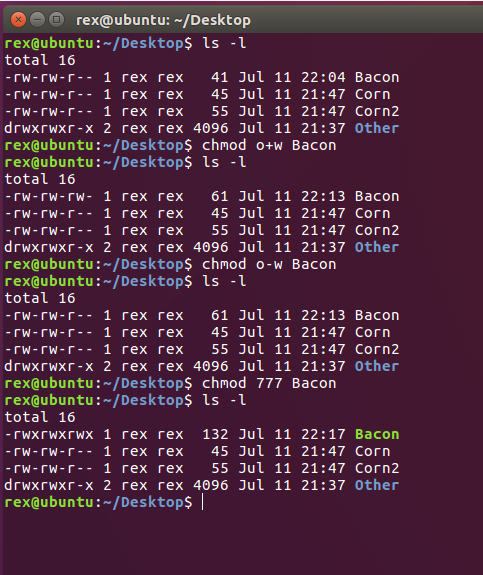 rex@ubuntu: ~/Desktop
rex@ubuntu:~/Desktop$ ls -l
total 16
-rw-rw-r-- 1 rex rex   41 Jul 11 22:04 Bacon
-rw-rw-r-- 1 rex rex   45 Jul 11 21:47 Corn
-rw-rw-r-- 1 rex rex   55 Jul 11 21:47 Corn2
drwxrwxr-x 2 rex rex 4096 Jul 11 21:37 Other
rex@ubuntu:~/Desktop$ chmod o+w Bacon
rex@ubuntu:~/Desktop$ ls -l
total 16
-rw-rw-rw- 1 rex rex   61 Jul 11 22:13 Bacon
-rw-rw-r-- 1 rex rex   45 Jul 11 21:47 Corn
-rw-rw-r-- 1 rex rex   55 Jul 11 21:47 Corn2
drwxrwxr-x 2 rex rex 4096 Jul 11 21:37 Other
rex@ubuntu:~/Desktop$ chmod o-w Bacon
rex@ubuntu:~/Desktop$ ls -l
total 16
-rw-rw-r-- 1 rex rex   61 Jul 11 22:13 Bacon
-rw-rw-r-- 1 rex rex   45 Jul 11 21:47 Corn
-rw-rw-r-- 1 rex rex   55 Jul 11 21:47 Corn2
drwxrwxr-x 2 rex rex 4096 Jul 11 21:37 Other
rex@ubuntu:~/Desktop$ chmod 777 Bacon
rex@ubuntu:~/Desktop$ ls -l
total 16
-rwxrwxrwx 1 rex rex  132 Jul 11 22:17 Bacon
-rw-rw-r-- 1 rex rex   45 Jul 11 21:47 Corn
-rw-rw-r-- 1 rex rex   55 Jul 11 21:47 Corn2
drwxrwxr-x 2 rex rex 4096 Jul 11 21:37 Other
rex@ubuntu:~/Desktop$